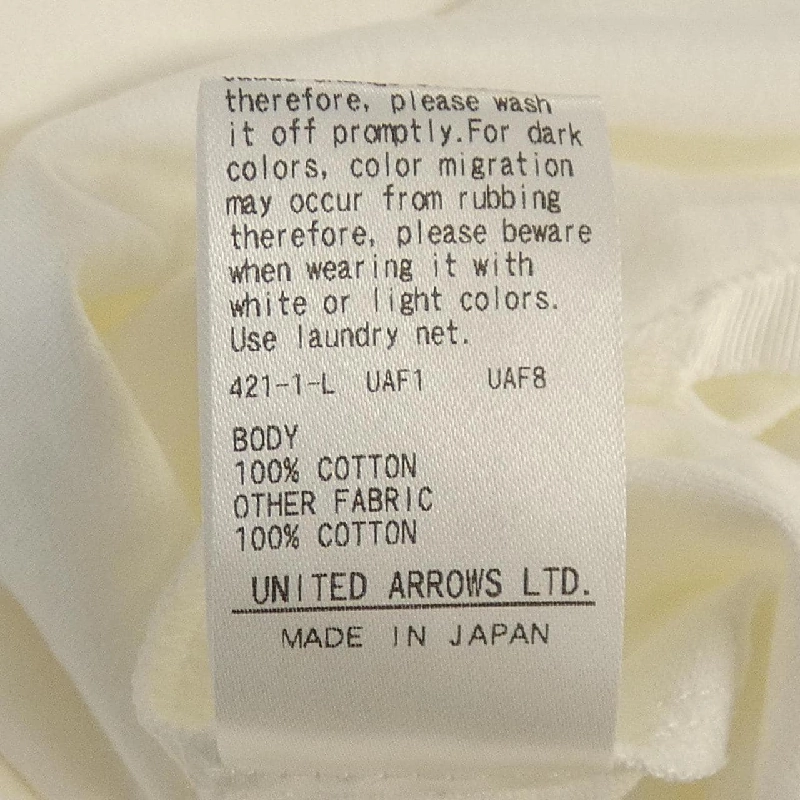 therefore, please wash
it off promptly.For dark
colors, color migration
may occur from rubbing
therefore, please beware
when wearing it with
white or light colors.
Use laundry net.
421-1-L UAF1 UAF8
BODY
100% COTTON
OTHER FABRIC
100% COTTON
UNITED ARROWS LTD.
MADE IN JAPAN